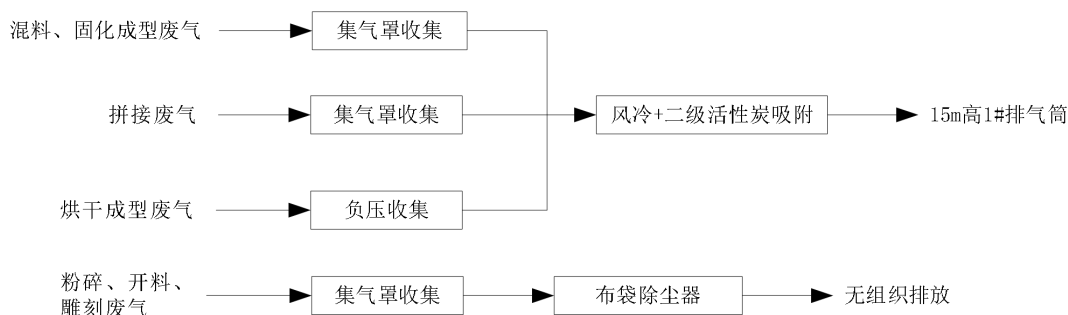 混料、固化成型废气
集气罩收集
拼接废气
集气罩收集
风冷+二级活性炭吸附
15m高1#排气筒
烘干成型废气
负压收集
粉碎、开料、
雕刻废气
集气罩收集
布袋除尘器
无组织排放